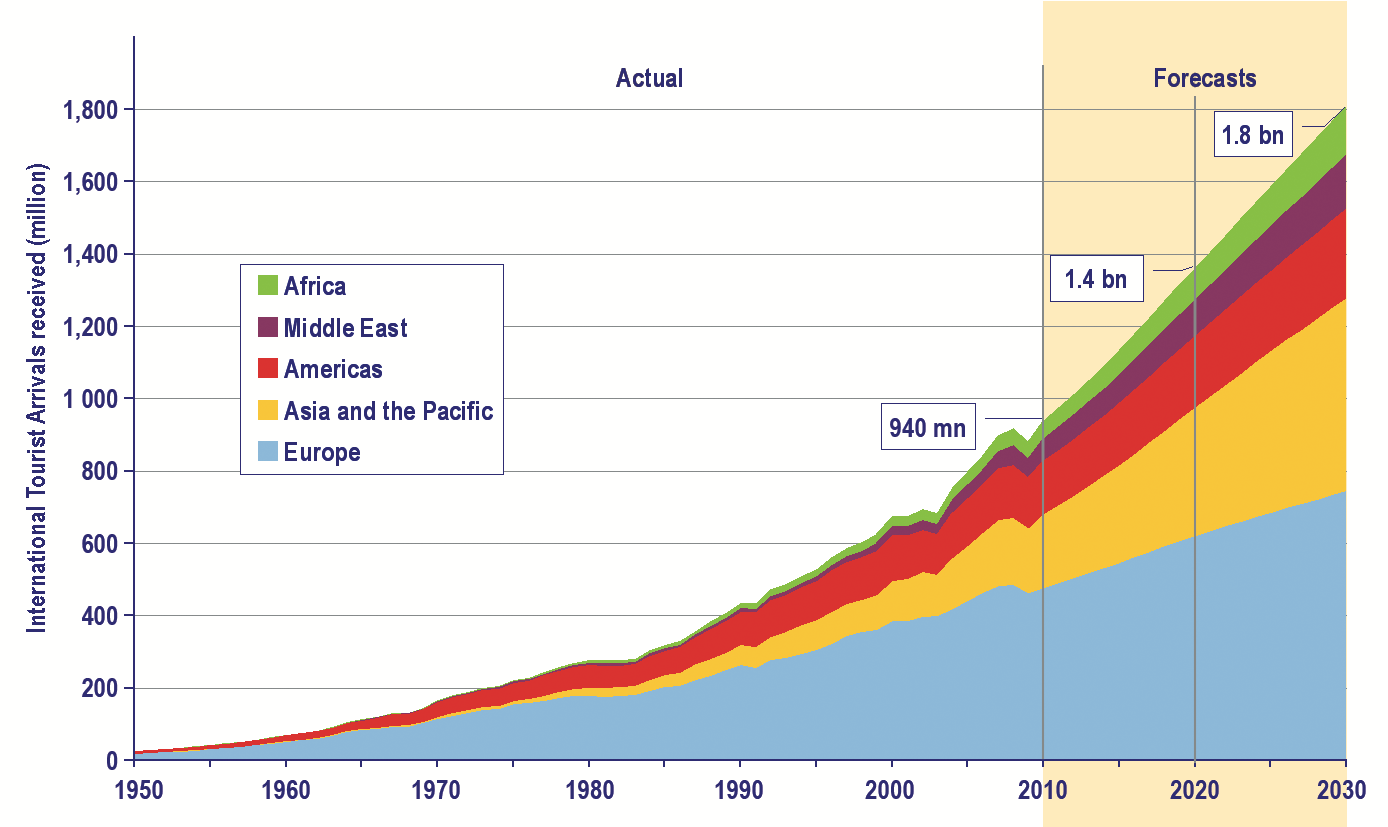 Actual
Forecasts
1,800
1,600
1,400
1,200
1 000
800
600
400
200
0
International Tourist Arrivals received (million)
1.8 bn
1.4 bn
940 mn
Africa
Middle East
Americas
Asia and the Pacific
Europe
1950
1960
1970
1980
1990
2000
2010
2020
2030